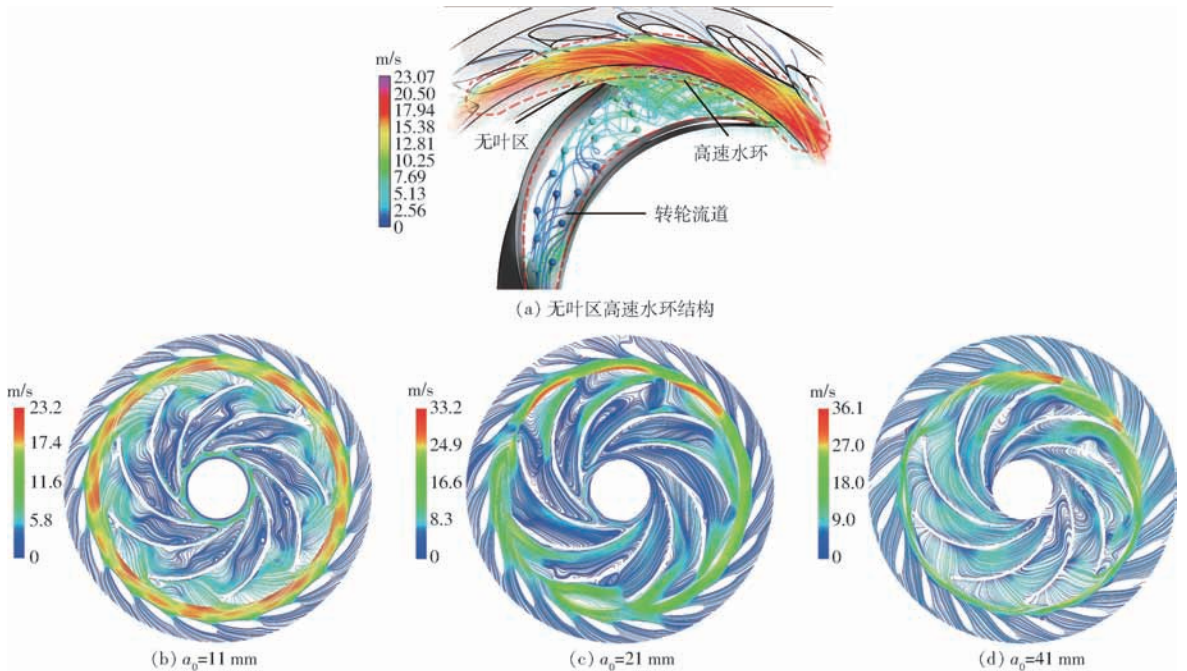 m/s
23.07
20.50
17.94
15.38
12.81
10.25
7.69
5.13
2.56
0
无叶区
高速水环
转轮流道
(a) 无叶区高速水环结构
m/s
23.2
17.4
11.6
5.8
0
(b) a₀=11 mm
m/s
33.2
24.9
16.6
8.3
0
(c) a₀=21 mm
m/s
36.1
27.0
18.0
9.0
0
(d) a₀=41 mm